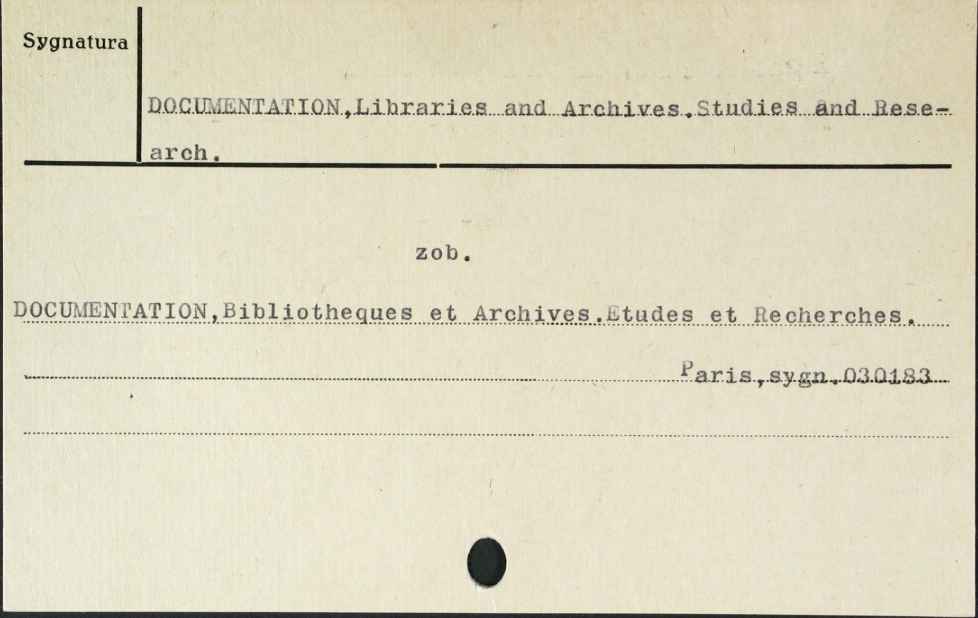 Sygnatura
DOCUMENTATION,Libraries and Archives.Studies and Rese-
arch.
zob.
DOCUMENTATION,Bibliotheques et Archives.Etudes et Recherches.
Paris,sygn.030183